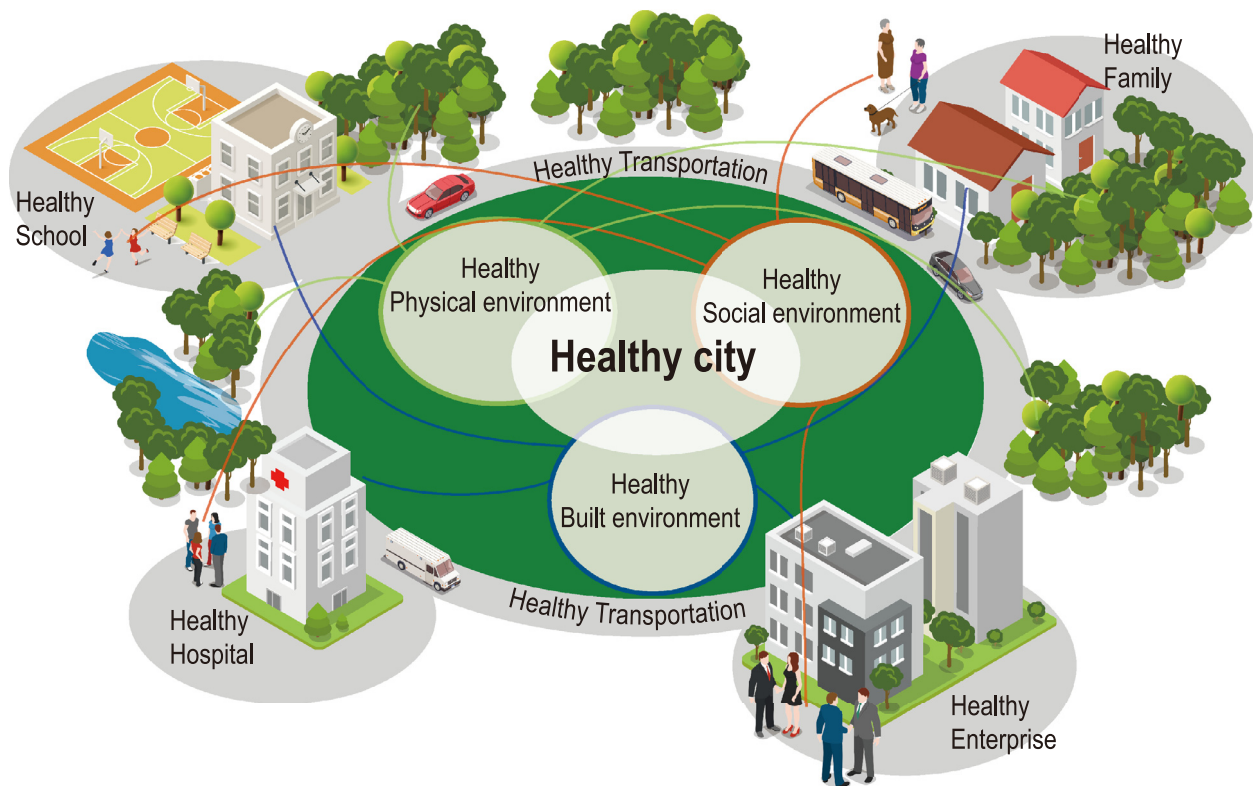 Healthy
Family
Healthy Transportation
Healthy
School
Healthy
Physical environment
Healthy
Social environment
Healthy city
Healthy
Built environment
Healthy Transportation
Healthy
Hospital
Healthy
Enterprise